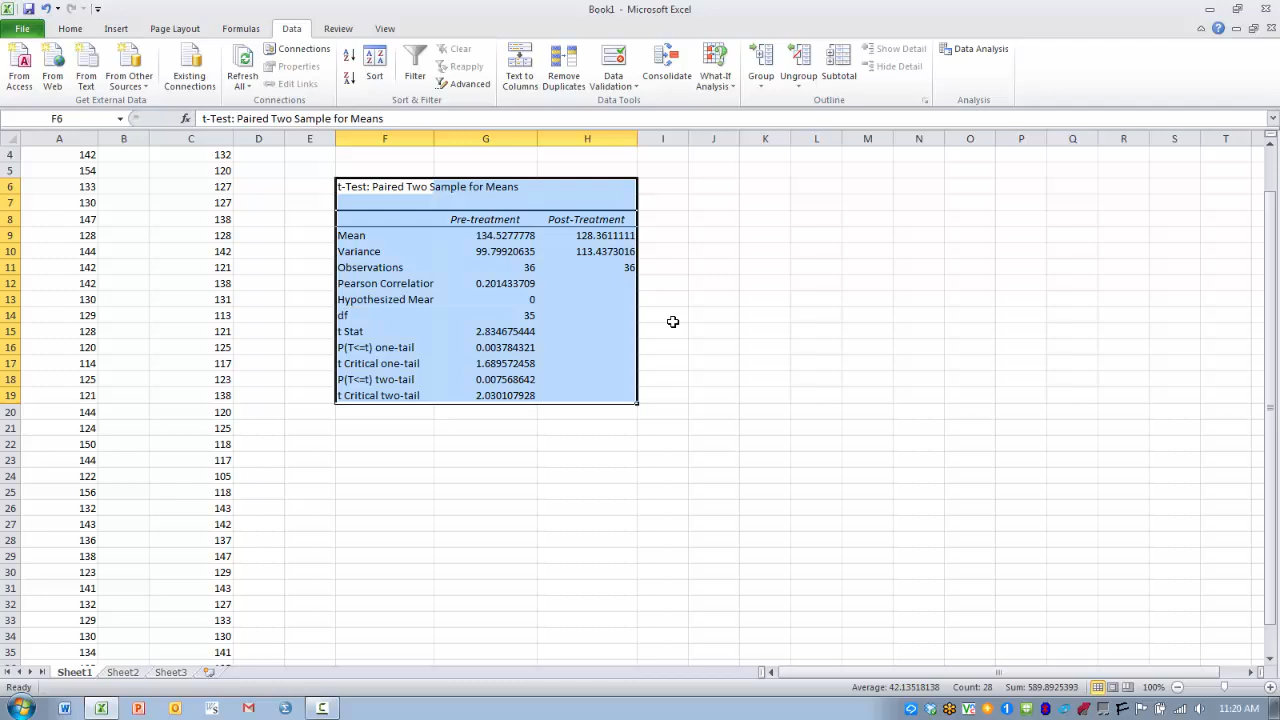 Book1 - Microsoft Excel
File Home Insert Page Layout Formulas Data Review View
From Access
From Web
From Text
From Other Sources
Existing Connections
Get External Data
Refresh All
Connections
Properties
Edit Links
Connections
Sort
Filter
Clear
Reapply
Advanced
Sort & Filter
Text to Columns
Remove Duplicates
Data Validation
Consolidate
What-If Analysis
Data Tools
Group
Ungroup
Subtotal
Show Detail
Hide Detail
Outline
Data Analysis
Analysis
F6 fx t-Test: Paired Two Sample for Means
A B C D E F G H I J K L M N O P Q R S T
4 142 132
5 154 120
6 133 127 t-Test: Paired Two Sample for Means
7 130 127
8 147 138 Pre-treatment Post-Treatment
9 128 128 Mean 134.5277778 128.3611111
10 144 142 Variance 99.79920635 113.4373016
11 142 121 Observations 36 36
12 142 138 Pearson Correlation 0.201433709
13 130 131 Hypothesized Mear 0
14 129 113 df 35
15 128 121 t Stat 2.834675444
16 120 125 P(T<=t) one-tail 0.003784321
17 114 117 t Critical one-tail 1.689572458
18 125 123 P(T<=t) two-tail 0.007568642
19 121 138 t Critical two-tail 2.030107928
20 144 120
21 124 125
22 150 118
23 144 117
24 122 105
25 156 118
26 132 143
27 143 142
28 136 137
29 138 147
30 123 129
31 141 143
32 132 127
33 129 133
34 130 130
35 134 141
Sheet1 Sheet2 Sheet3
Ready Average: 42.13518138 Count: 28 Sum: 589.8925393 100%
11:20 AM